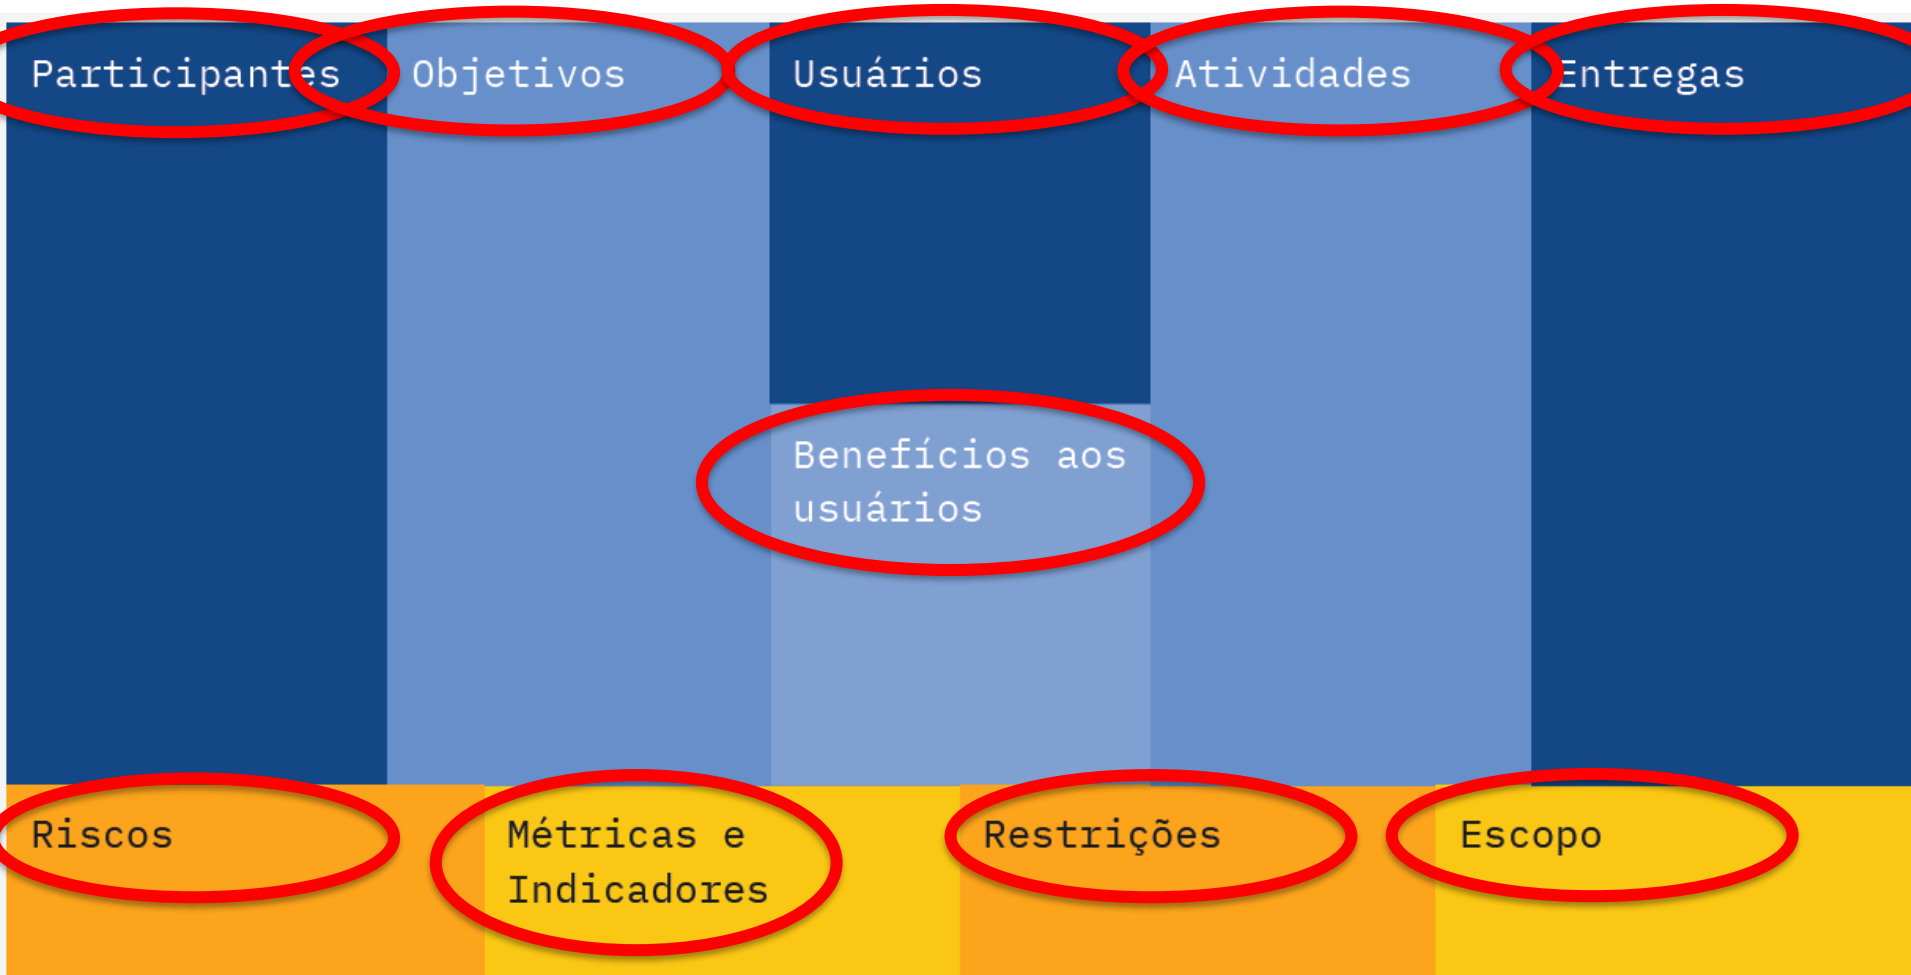 Participantes
Objetivos
Usuários
Atividades
Entregas
Benefícios aos
usuários
Riscos
Métricas e
Indicadores
Restrições
Escopo